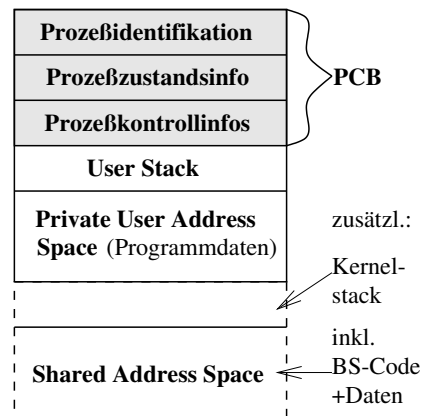 Prozeßidentifikation
Prozeßzustandsinfo
PCB
Prozeßkontrollinfos
User Stack
Private User Address
Space (Programmdaten)
zusätzl.:
Kernel-
stack
Shared Address Space
inkl.
BS-Code
+Daten